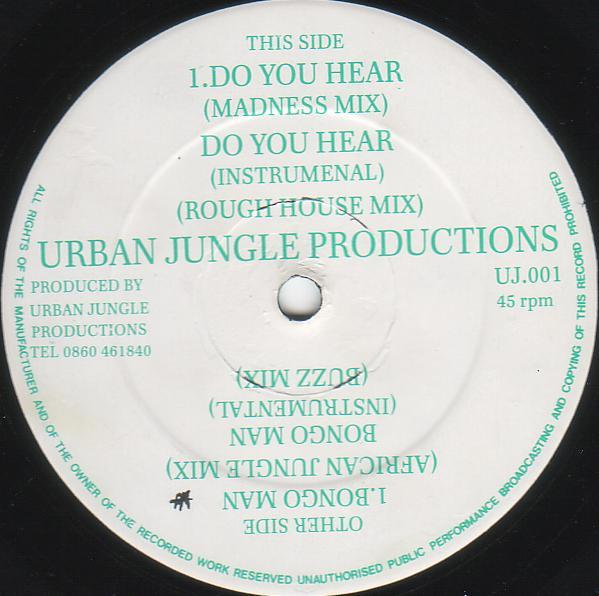 THIS SIDE
1.DO YOU HEAR
(MADNESS MIX)
DO YOU HEAR
(INSTRUMENAL)
(ROUGH HOUSE MIX)
URBAN JUNGLE PRODUCTIONS
PRODUCED BY
URBAN JUNGLE
PRODUCTIONS
TEL 0860 461840
UJ.001
45 rpm
OTHER SIDE
1.BONGO MAN
(AFRICAN JUNGLE MIX)
BONGO MAN
(INSTRUMENTAL)
(BUZZ MIX)
ALL RIGHTS OF THE MANUFACTURER AND OF THE OWNER OF THE RECORDED WORK RESERVED UNAUTHORISED PUBLIC PERFORMANCE BROADCASTING AND COPYING OF THIS RECORD PROHIBITED